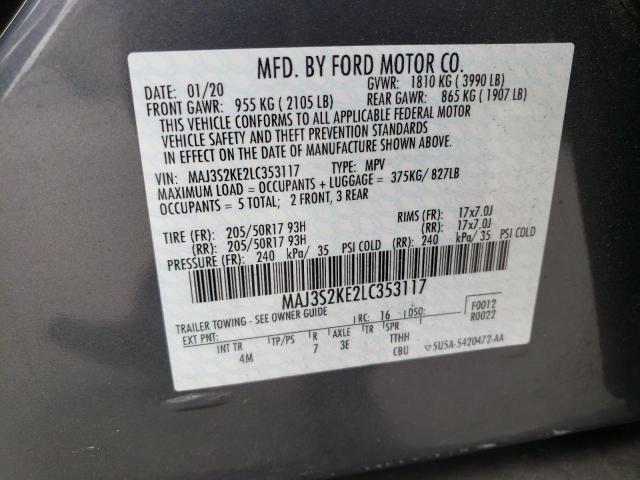 MFD. BY FORD MOTOR CO.
DATE: 01/20 GVWR: 1810 KG ( 3990 LB)
FRONT GAWR: 955 KG ( 2105 LB) REAR GAWR: 865 KG ( 1907 LB)
THIS VEHICLE CONFORMS TO ALL APPLICABLE FEDERAL MOTOR
VEHICLE SAFETY AND THEFT PREVENTION STANDARDS
IN EFFECT ON THE DATE OF MANUFACTURE SHOWN ABOVE.
VIN: MAJ3S2KE2LC353117 TYPE: MPV
MAXIMUM LOAD = OCCUPANTS + LUGGAGE = 375KG/ 827LB
OCCUPANTS = 5 TOTAL; 2 FRONT, 3 REAR
TIRE (FR): 205/50R17 93H RIMS (FR): 17x7.0J
(RR): 205/50R17 93H (RR): 17x7.0J
PRESSURE (FR): 240 kPa/ 35 PSI COLD (RR): 240 kPa/ 35 PSI COLD
MAJ3S2KE2LC353117
TRAILER TOWING - SEE OWNER GUIDE F0012
EXT PNT: RC: 16 DSO: R0022
INT TR TP/PS R AXLE TR SPR
4M 7 3E TTHH
CBU ▽5U5A-5420472-AA